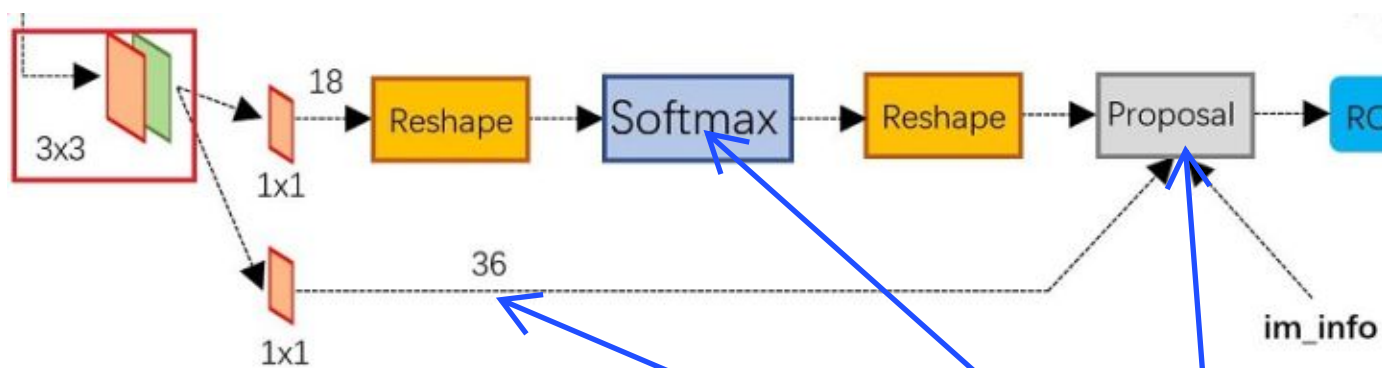 3x3
18
1x1
Reshape
Softmax
Reshape
Proposal
36
1x1
im_info